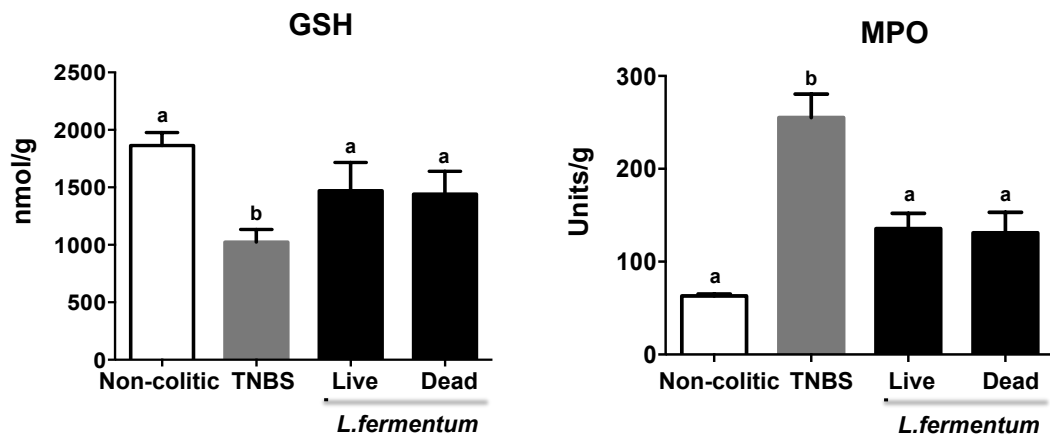 GSH
nmol/g
2500
2000
1500
1000
500
0
a
b
a
a
Non-colitic TNBS Live Dead
L.fermentum
MPO
Units/g
300
200
100
0
a
b
a
a
Non-colitic TNBS Live Dead
L.fermentum